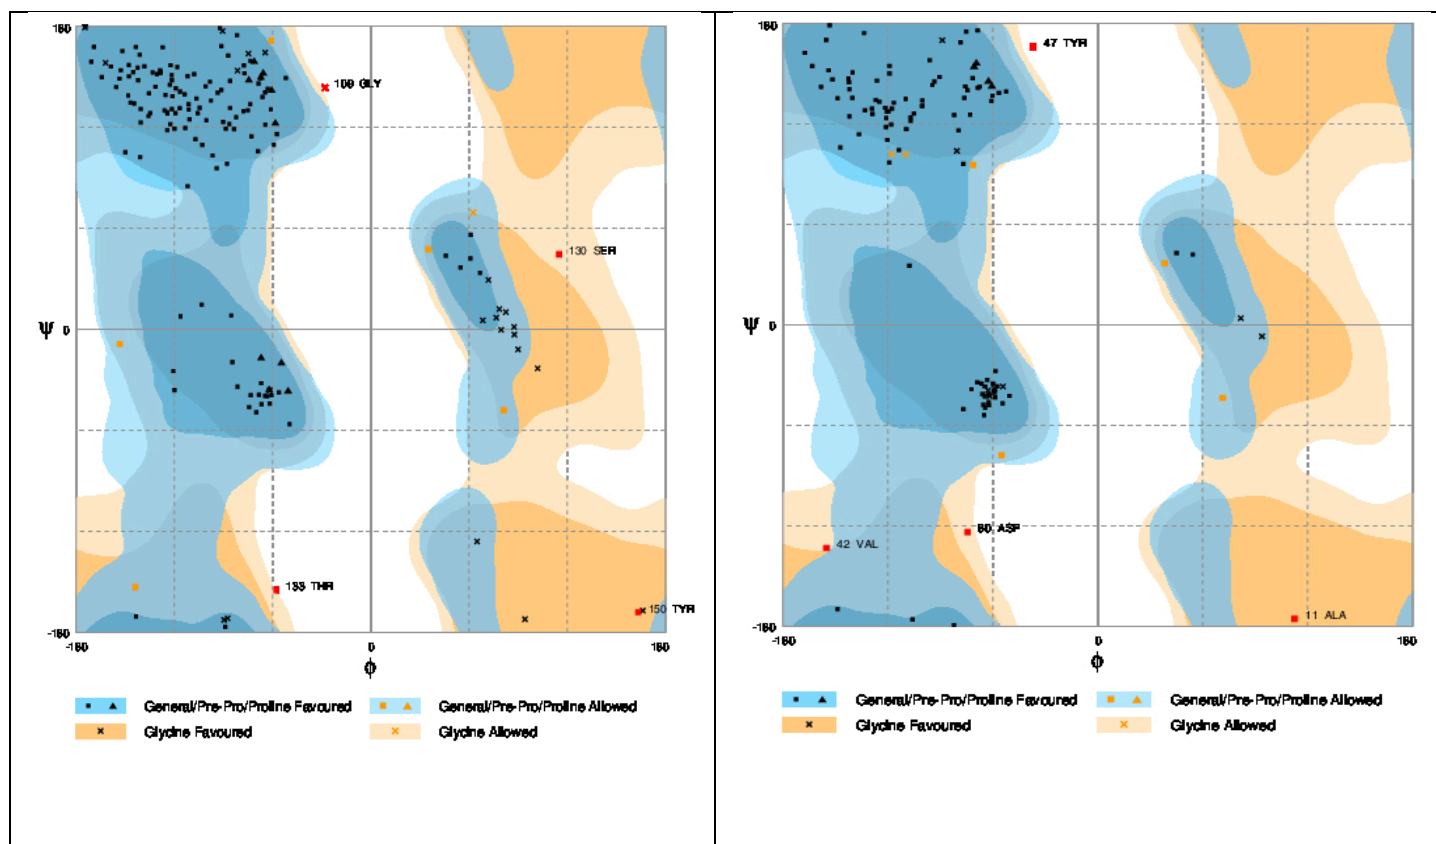 180
109 GLY
130 SER
Ψ 0
133 THR
150 TYR
-180
-180 0 180
ϕ
General/Pre-Pro/Proline Favoured General/Pre-Pro/Proline Allowed
Glycine Favoured Glycine Allowed
180
47 TYR
Ψ 0
42 VAL
11 ALA
-180
-180 0 180
ϕ
General/Pre-Pro/Proline Favoured General/Pre-Pro/Proline Allowed
Glycine Favoured Glycine Allowed